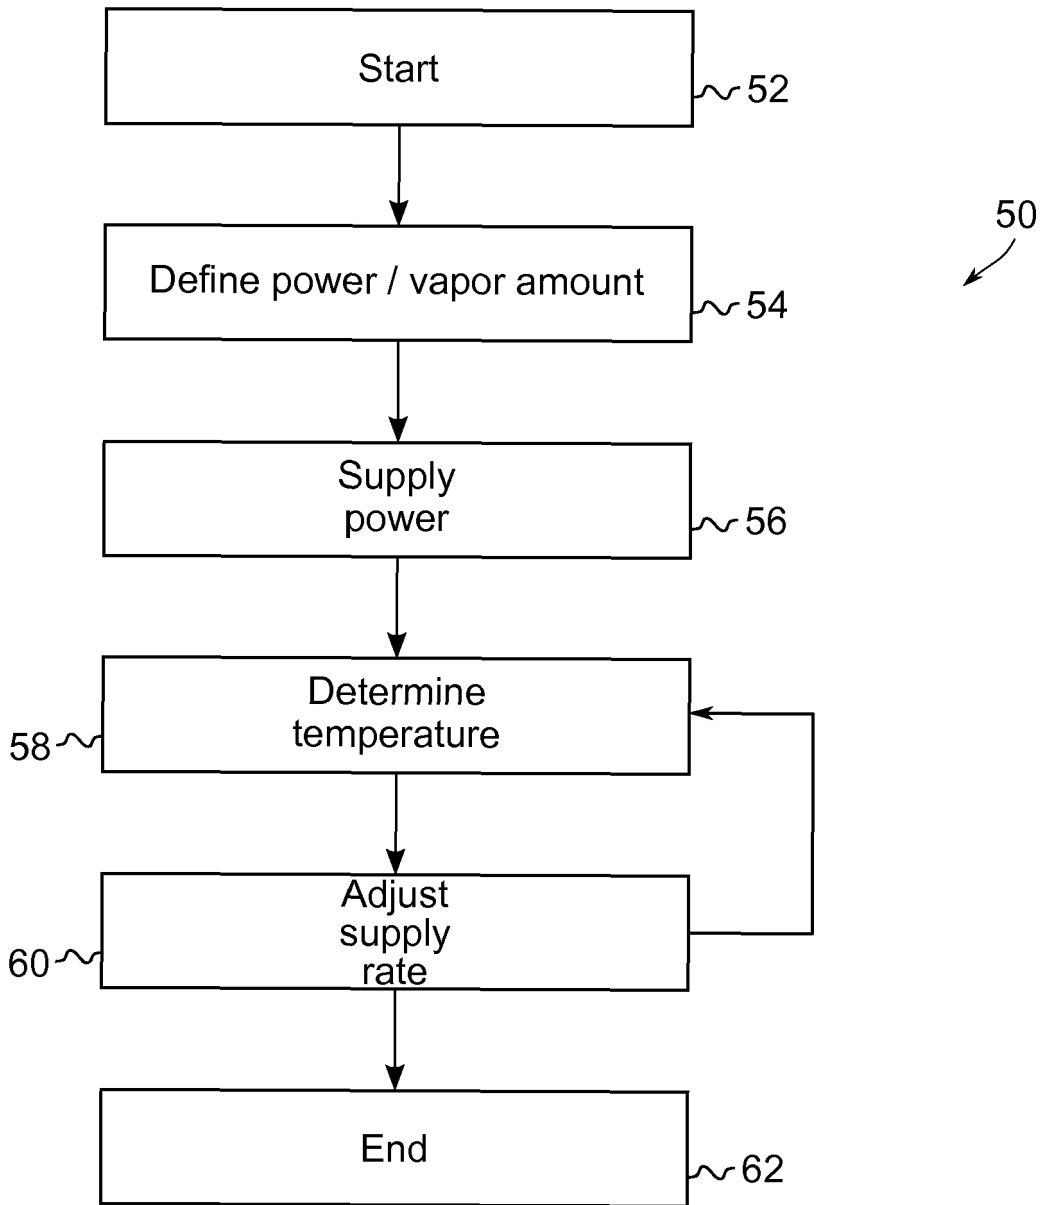 Start
52
50
Define power / vapor amount
54
Supply
power
56
Determine
temperature
58
Adjust
supply
rate
60
End
62